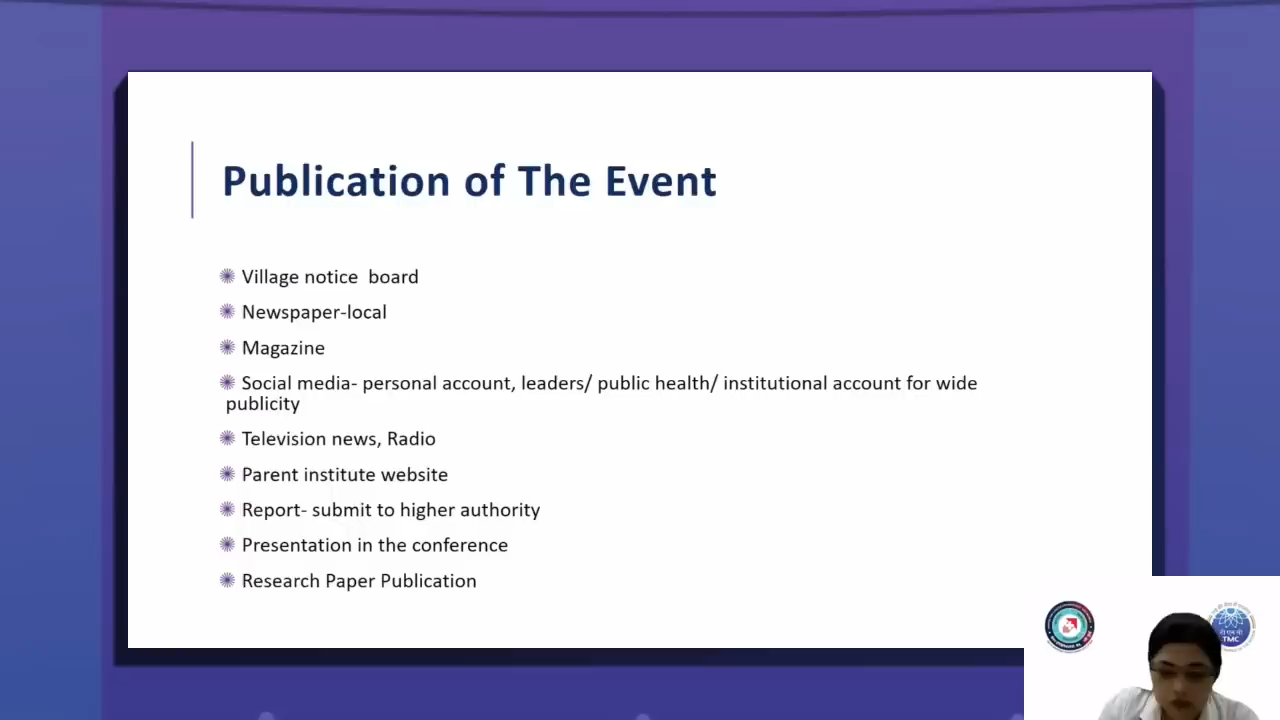 Publication of The Event
Village notice  board
Newspaper-local
Magazine
Social media- personal account, leaders/ public health/ institutional account for wide
publicity
Television news, Radio
Parent institute website
Report- submit to higher authority
Presentation in the conference
Research Paper Publication
TMC